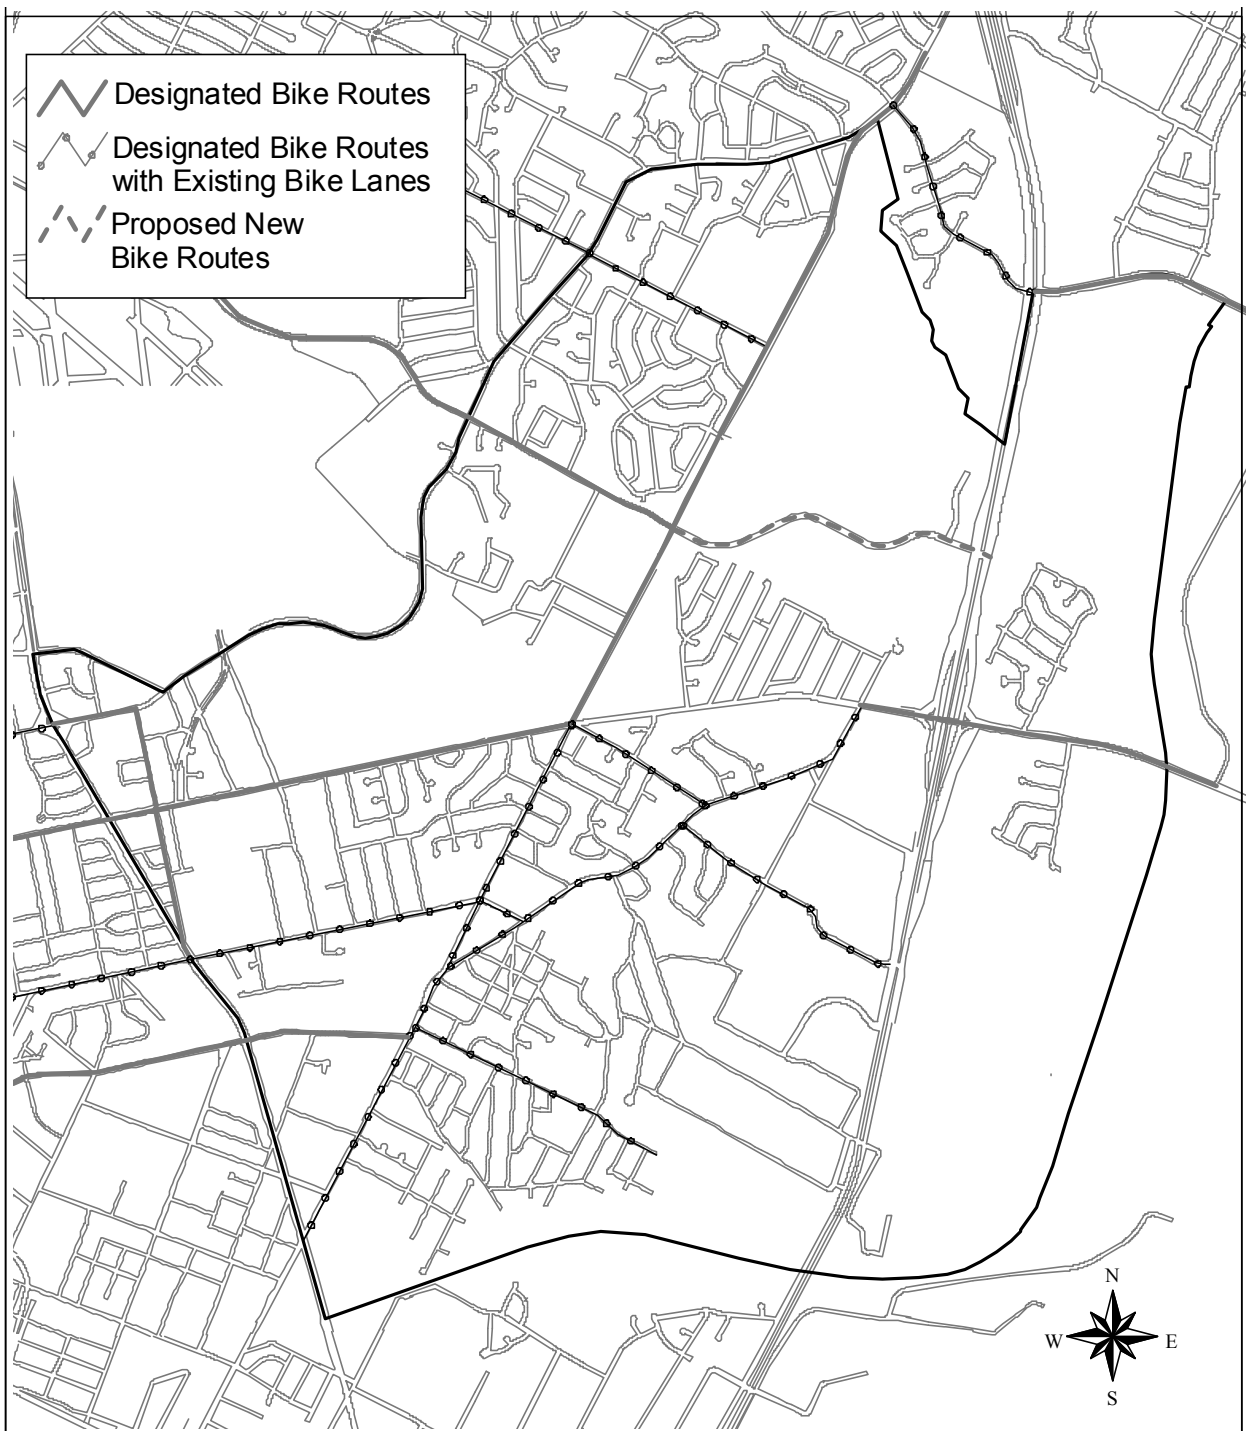 Designated Bike Routes
Designated Bike Routes
with Existing Bike Lanes
Proposed New
Bike Routes
N
W E
S